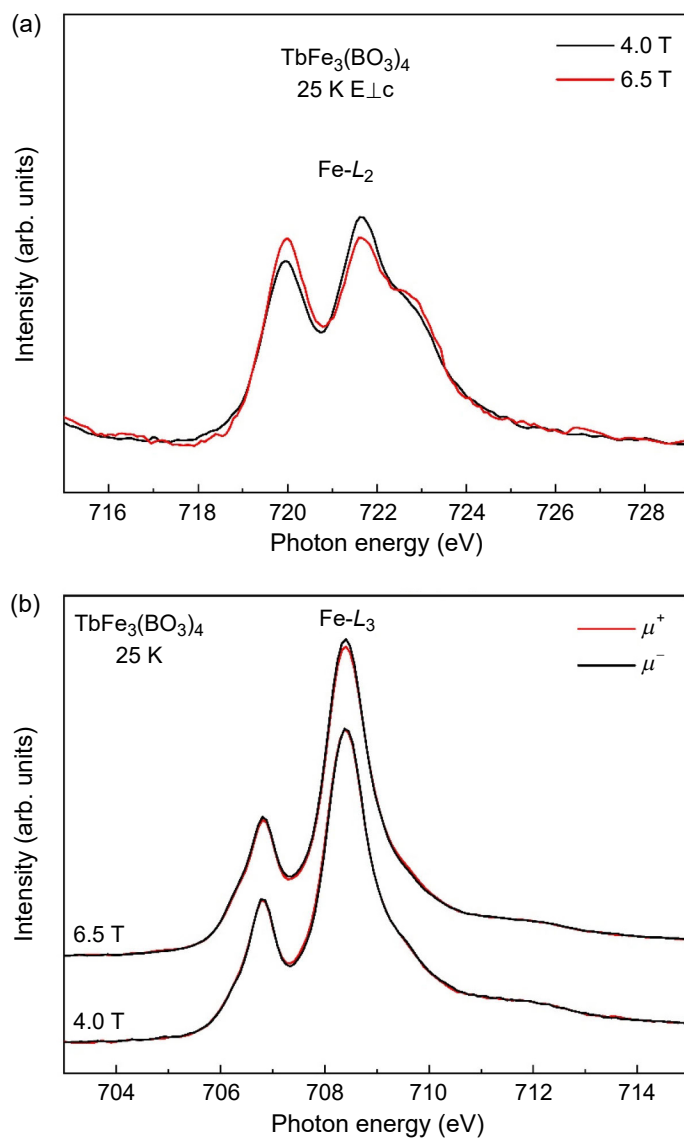 (a)
TbFe₃(BO₃)₄
25 K E⊥c
4.0 T
6.5 T
Fe-L₂
Intensity (arb. units)
716 718 720 722 724 726 728
Photon energy (eV)
(b)
TbFe₃(BO₃)₄
25 K
Fe-L₃
μ⁺
μ⁻
6.5 T
4.0 T
Intensity (arb. units)
704 706 708 710 712 714
Photon energy (eV)